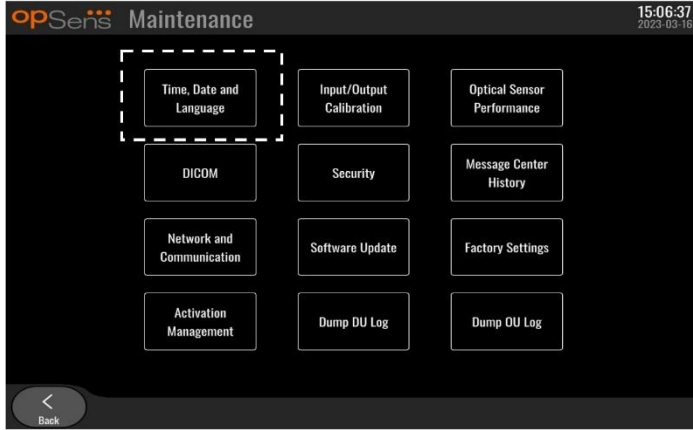 opSens Maintenance
15:06:37
2023-03-16
Time, Date and
Language
Input/Output
Calibration
Optical Sensor
Performance
DICOM
Security
Message Center
History
Network and
Communication
Software Update
Factory Settings
Activation
Management
Dump DU Log
Dump OU Log
Back